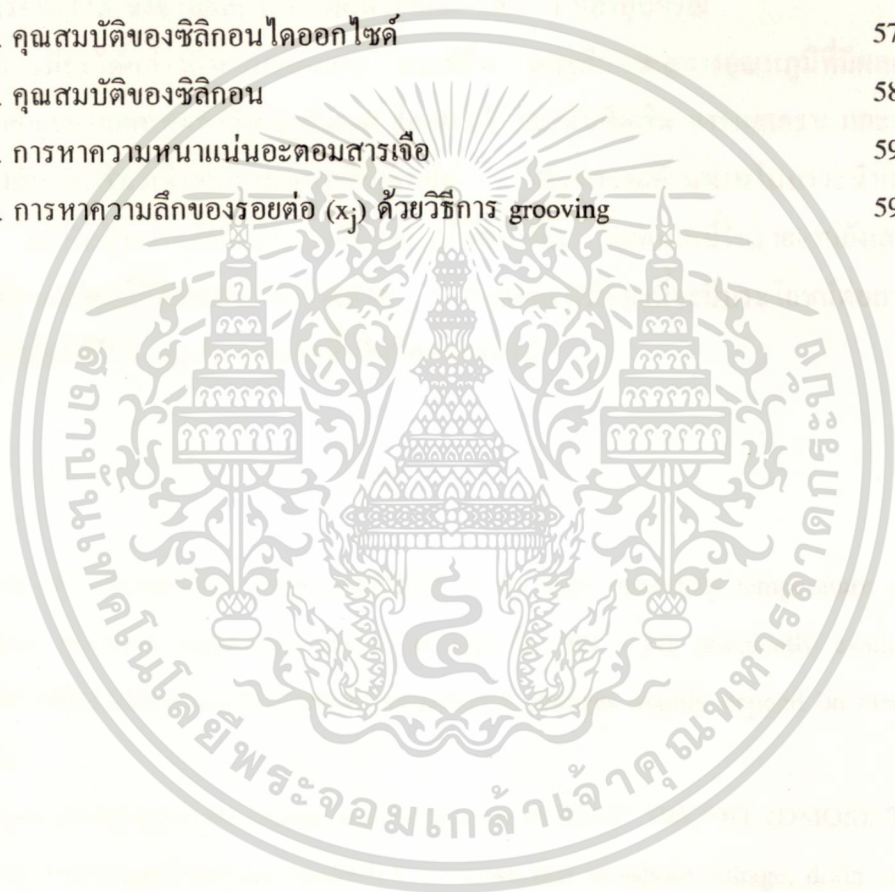 . คุณสมบัติของซิลิกอนไดออกไซด์ 57
. คุณสมบัติของซิลิกอน 58
. การหาความหนาแน่นอะตอมสารเจือ 59
. การหาความลึกของรอยต่อ (xj) ด้วยวิธีการ grooving 59
สถาบันเทคโนโลยีพระจอมเกล้าเจ้าคุณทหารลาดกระบัง
๔